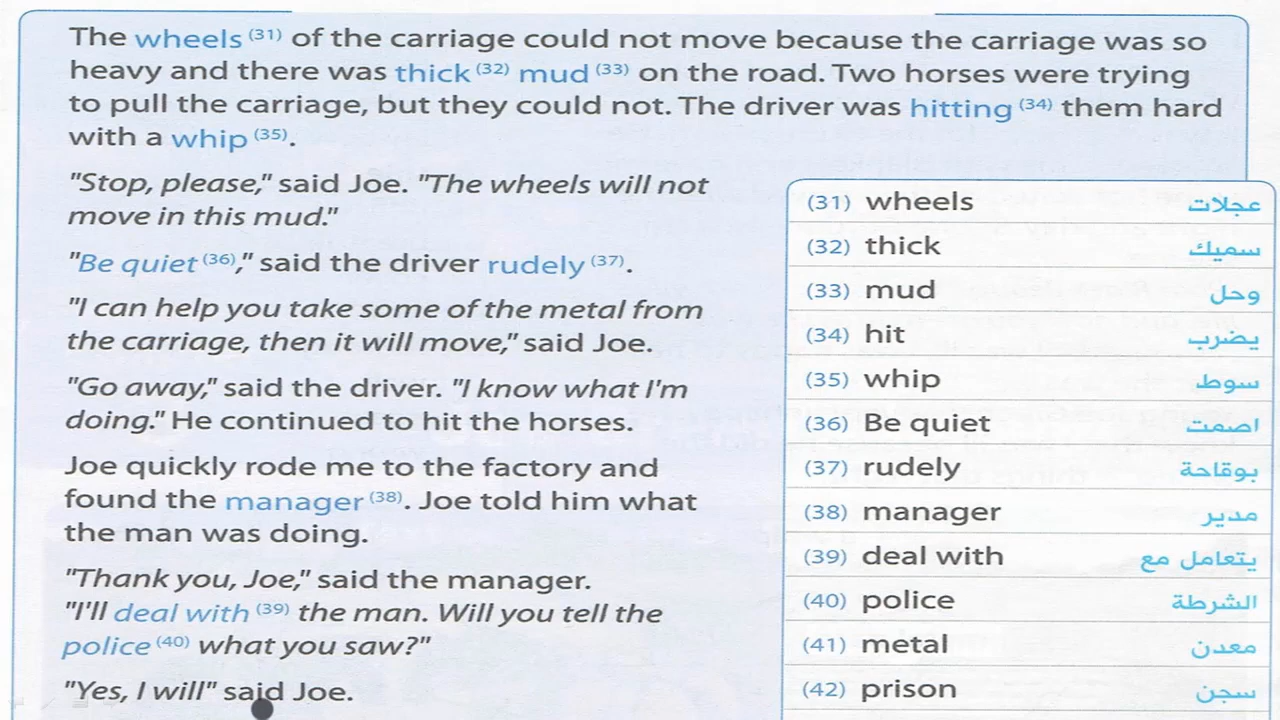 The wheels (31) of the carriage could not move because the carriage was so
heavy and there was thick (32) mud (33) on the road. Two horses were trying
to pull the carriage, but they could not. The driver was hitting (34) them hard
with a whip (35).
"Stop, please," said Joe. "The wheels will not
move in this mud."
"Be quiet (36)," said the driver rudely (37).
"I can help you take some of the metal from
the carriage, then it will move," said Joe.
"Go away," said the driver. "I know what I'm
doing." He continued to hit the horses.
Joe quickly rode me to the factory and
found the manager (38). Joe told him what
the man was doing.
"Thank you, Joe," said the manager.
"I'll deal with (39) the man. Will you tell the
police (40) what you saw?"
"Yes, I will" said Joe.
(31) wheels عجلات
(32) thick سميك
(33) mud وحل
(34) hit يضرب
(35) whip سوط
(36) Be quiet اصمت
(37) rudely بوقاحة
(38) manager مدير
(39) deal with يتعامل مع
(40) police الشرطة
(41) metal معدن
(42) prison سجن